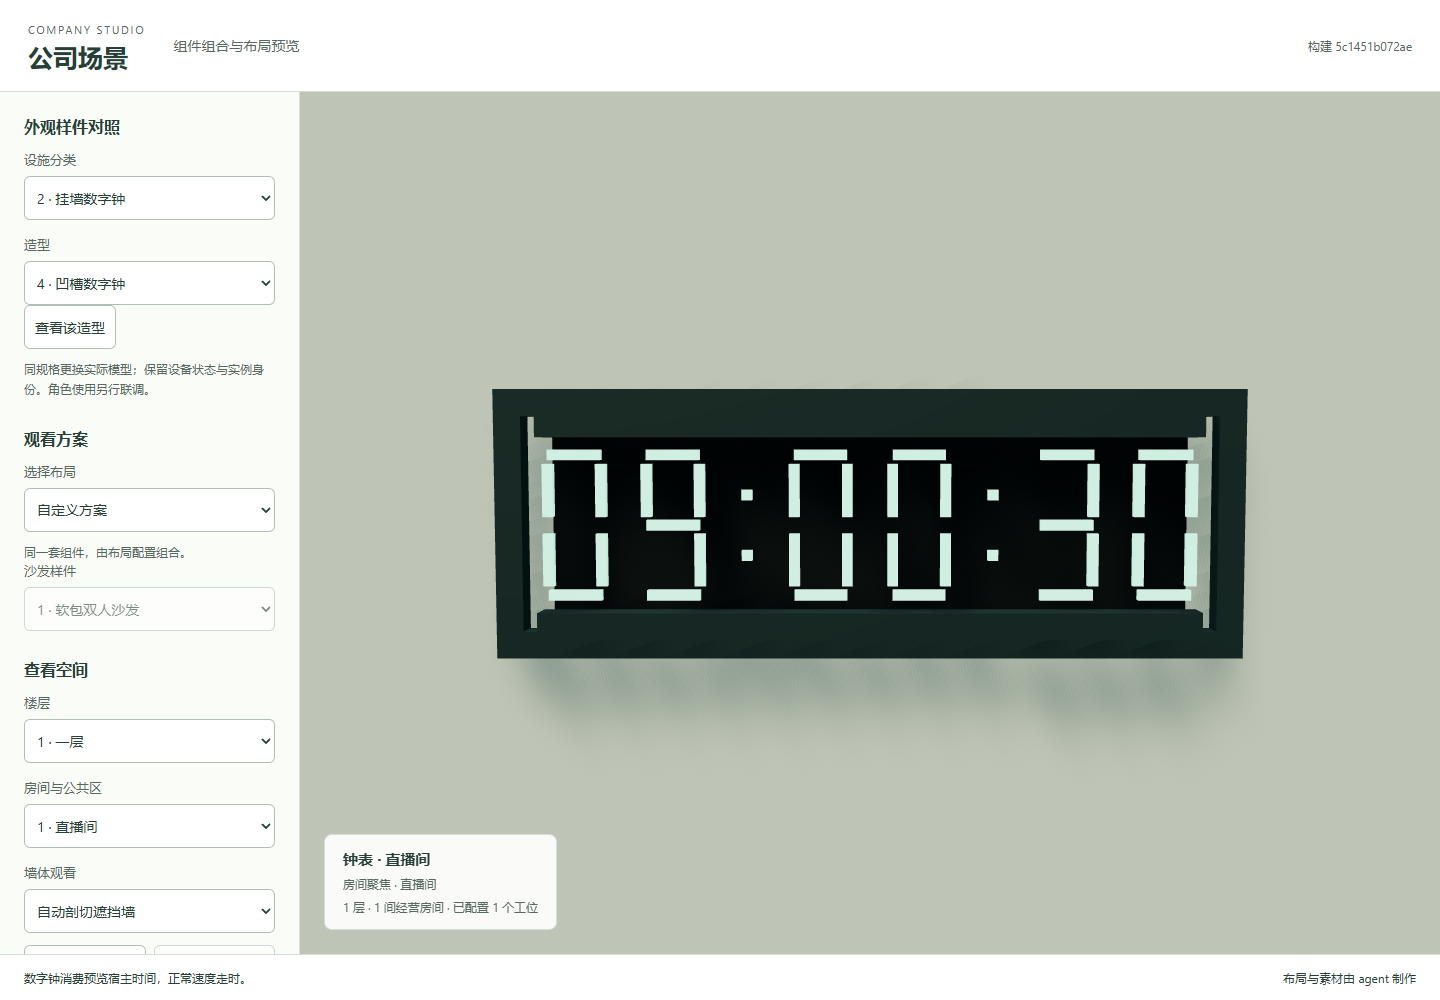 COMPANY STUDIO
公司场景
组件组合与布局预览
构建 5c1451b072ae
外观样件对照
设施分类
2 · 挂墙数字钟
造型
4 · 凹槽数字钟
查看该造型
同规格更换实际模型；保留设备状态与实例身
份。角色使用另行联调。
观看方案
选择布局
自定义方案
同一套组件，由布局配置组合。
沙发样件
1 · 软包双人沙发
查看空间
楼层
1 · 一层
房间与公共区
1 · 直播间
墙体观看
自动剖切遮挡墙
09:00:30
钟表 · 直播间
房间聚焦 · 直播间
1 层 · 1 间经营房间 · 已配置 1 个工位
数字钟消费预览宿主时间，正常速度走时。
布局与素材由 agent 制作